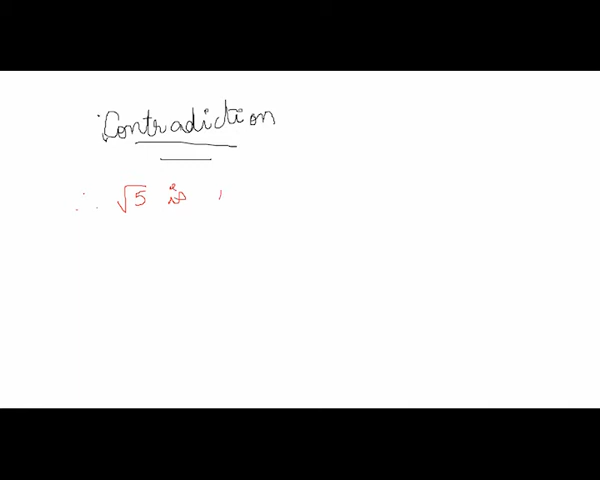 Contradiction
∴ √5 is